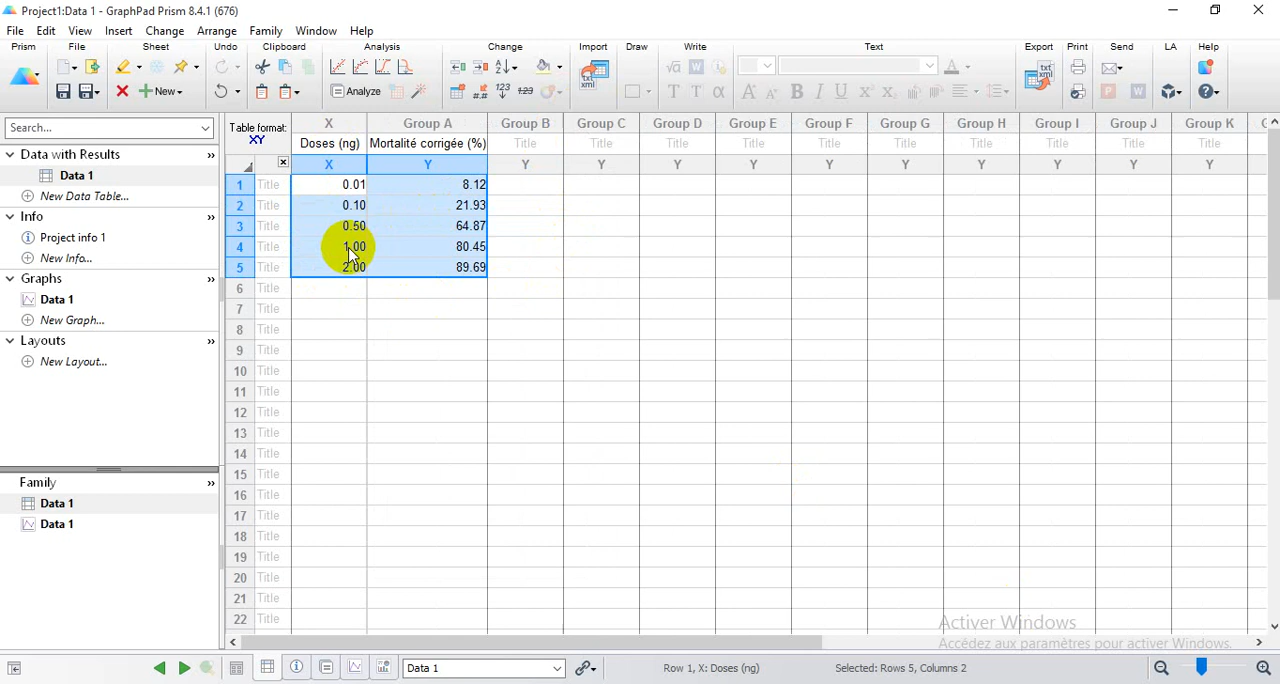 Project1:Data 1 - GraphPad Prism 8.4.1 (676)
File Edit View Insert Change Arrange Family Window Help
Prism File Sheet Undo Clipboard Analysis Change Import Draw Write Text Export Print Send LA Help
New
Analyze
Search...
Data with Results
Data 1
New Data Table...
Info
Project info 1
New Info...
Graphs
Data 1
New Graph...
Layouts
New Layout...
Family
Data 1
Data 1
Table format:
XY
X Group A Group B Group C Group D Group E Group F Group G Group H Group I Group J Group K
Doses (ng) Mortalité corrigée (%) Title Title Title Title Title Title Title Title Title Title
X Y Y Y Y Y Y Y Y Y Y Y
1 Title 0.01 8.12
2 Title 0.10 21.93
3 Title 0.50 64.87
4 Title 1.00 80.45
5 Title 2.00 89.69
6 Title
7 Title
8 Title
9 Title
10 Title
11 Title
12 Title
13 Title
14 Title
15 Title
16 Title
17 Title
18 Title
19 Title
20 Title
21 Title
22 Title
Activer Windows
Accédez aux paramètres pour activer Windows.
Data 1
Row 1, X: Doses (ng)
Selected: Rows 5, Columns 2